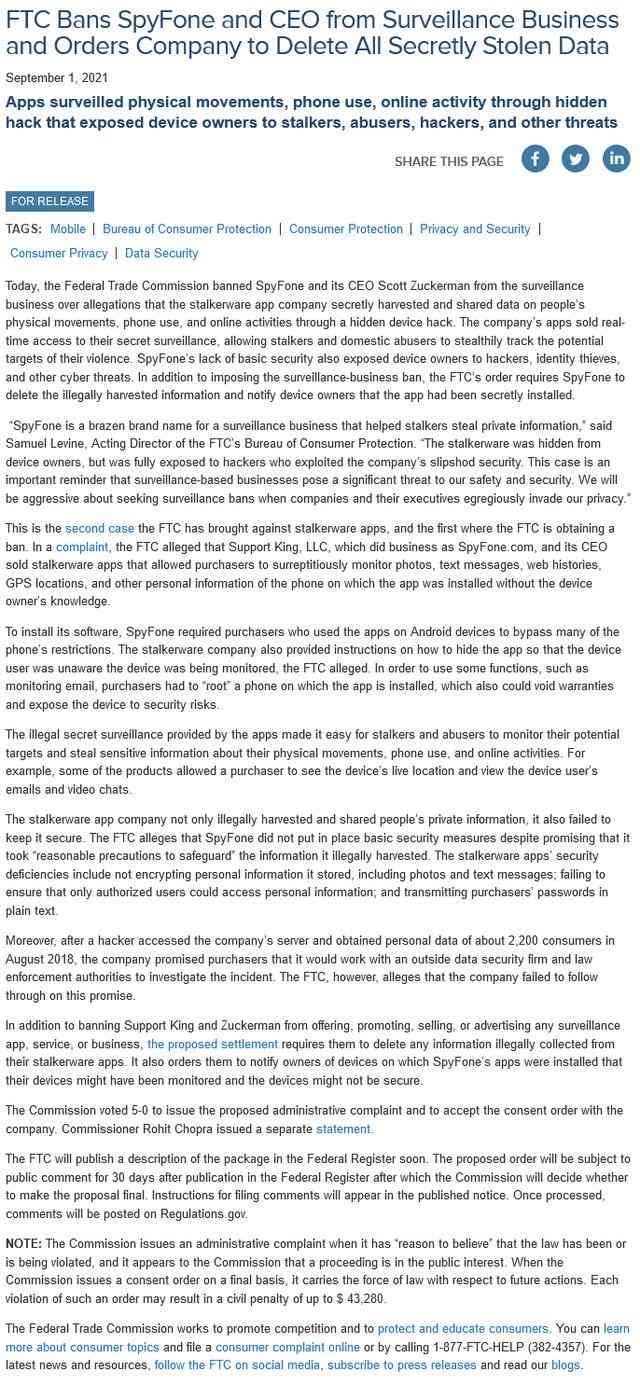 FTC Bans SpyFone and CEO from Surveillance Business
and Orders Company to Delete All Secretly Stolen Data
September 1, 2021
Apps surveilled physical movements, phone use, online activity through hidden
hack that exposed device owners to stalkers, abusers, hackers, and other threats
SHARE THIS PAGE
FOR RELEASE
TAGS: Mobile | Bureau of Consumer Protection | Consumer Protection | Privacy and Security |
Consumer Privacy | Data Security
Today, the Federal Trade Commission banned SpyFone and its CEO Scott Zuckerman from the surveillance
business over allegations that the stalkerware app company secretly harvested and shared data on people's
physical movements, phone use, and online activities through a hidden device hack. The company's apps sold real-
time access to their secret surveillance, allowing stalkers and domestic abusers to stealthily track the potential
targets of their violence. SpyFone's lack of basic security also exposed device owners to hackers, identity thieves,
and other cyber threats. In addition to imposing the surveillance-business ban, the FTC's order requires SpyFone to
delete the illegally harvested information and notify device owners that the app had been secretly installed.
"SpyFone is a brazen brand name for a surveillance business that helped stalkers steal private information," said
Samuel Levine, Acting Director of the FTC's Bureau of Consumer Protection. "The stalkerware was hidden from
device owners, but was fully exposed to hackers who exploited the company's slipshod security. This case is an
important reminder that surveillance-based businesses pose a significant threat to our safety and security. We will
be aggressive about seeking surveillance bans when companies and their executives egregiously invade our privacy."
This is the second case the FTC has brought against stalkerware apps, and the first where the FTC is obtaining a
ban. In a complaint, the FTC alleged that Support King, LLC, which did business as SpyFone.com, and its CEO
sold stalkerware apps that allowed purchasers to surreptitiously monitor photos, text messages, web histories,
GPS locations, and other personal information of the phone on which the app was installed without the device
owner's knowledge.
To install its software, SpyFone required purchasers who used the apps on Android devices to bypass many of the
phone's restrictions. The stalkerware company also provided instructions on how to hide the app so that the device
user was unaware the device was being monitored, the FTC alleged. In order to use some functions, such as
monitoring email, purchasers had to "root" a phone on which the app is installed, which also could void warranties
and expose the device to security risks.
The illegal secret surveillance provided by the apps made it easy for stalkers and abusers to monitor their potential
targets and steal sensitive information about their physical movements, phone use, and online activities. For
example, some of the products allowed a purchaser to see the device's live location and view the device user's
emails and video chats.
The stalkerware app company not only illegally harvested and shared people's private information, it also failed to
keep it secure. The FTC alleges that SpyFone did not put in place basic security measures despite promising that it
took "reasonable precautions to safeguard" the information it illegally harvested. The stalkerware apps' security
deficiencies include not encrypting personal information it stored, including photos and text messages; failing to
ensure that only authorized users could access personal information; and transmitting purchasers' passwords in
plain text.
Moreover, after a hacker accessed the company's server and obtained personal data of about 2,200 consumers in
August 2018, the company promised purchasers that it would work with an outside data security firm and law
enforcement authorities to investigate the incident. The FTC, however, alleges that the company failed to follow
through on this promise.
In addition to banning Support King and Zuckerman from offering, promoting, selling, or advertising any surveillance
app, service, or business, the proposed settlement requires them to delete any information illegally collected from
their stalkerware apps. It also orders them to notify owners of devices on which SpyFone's apps were installed that
their devices might have been monitored and the devices might not be secure.
The Commission voted 5-0 to issue the proposed administrative complaint and to accept the consent order with the
company. Commissioner Rohit Chopra issued a separate statement.
The FTC will publish a description of the package in the Federal Register soon. The proposed order will be subject to
public comment for 30 days after publication in the Federal Register after which the Commission will decide whether
to make the proposal final. Instructions for filing comments will appear in the published notice. Once processed,
comments will be posted on Regulations.gov.
NOTE: The Commission issues an administrative complaint when it has "reason to believe" that the law has been or
is being violated, and it appears to the Commission that a proceeding is in the public interest. When the
Commission issues a consent order on a final basis, it carries the force of law with respect to future actions. Each
violation of such an order may result in a civil penalty of up to $ 43,280.
The Federal Trade Commission works to promote competition and to protect and educate consumers. You can learn
more about consumer topics and file a consumer complaint online or by calling 1-877-FTC-HELP (382-4357). For the
latest news and resources, follow the FTC on social media, subscribe to press releases and read our blogs.